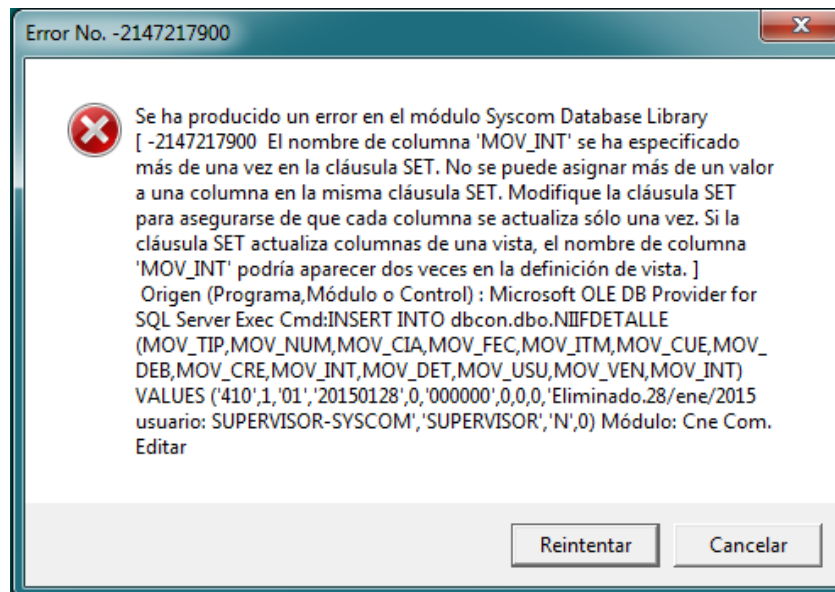 Error No. -2147217900
Se ha producido un error en el módulo Syscom Database Library
[ -2147217900  El nombre de columna 'MOV_INT' se ha especificado
más de una vez en la cláusula SET. No se puede asignar más de un valor
a una columna en la misma cláusula SET. Modifique la cláusula SET
para asegurarse de que cada columna se actualiza sólo una vez. Si la
cláusula SET actualiza columnas de una vista, el nombre de columna
'MOV_INT' podría aparecer dos veces en la definición de vista. ]
Origen (Programa,Módulo o Control) : Microsoft OLE DB Provider for
SQL Server Exec Cmd:INSERT INTO dbcon.dbo.NIIFDETALLE
(MOV_TIP,MOV_NUM,MOV_CIA,MOV_FEC,MOV_ITM,MOV_CUE,MOV_
DEB,MOV_CRE,MOV_INT,MOV_DET,MOV_USU,MOV_VEN,MOV_INT)
VALUES ('410',1,'01','20150128',0,'000000',0,0,0,'Eliminado.28/ene/2015
usuario: SUPERVISOR-SYSCOM','SUPERVISOR','N',0) Módulo: Cne Com.
Editar
Reintentar
Cancelar